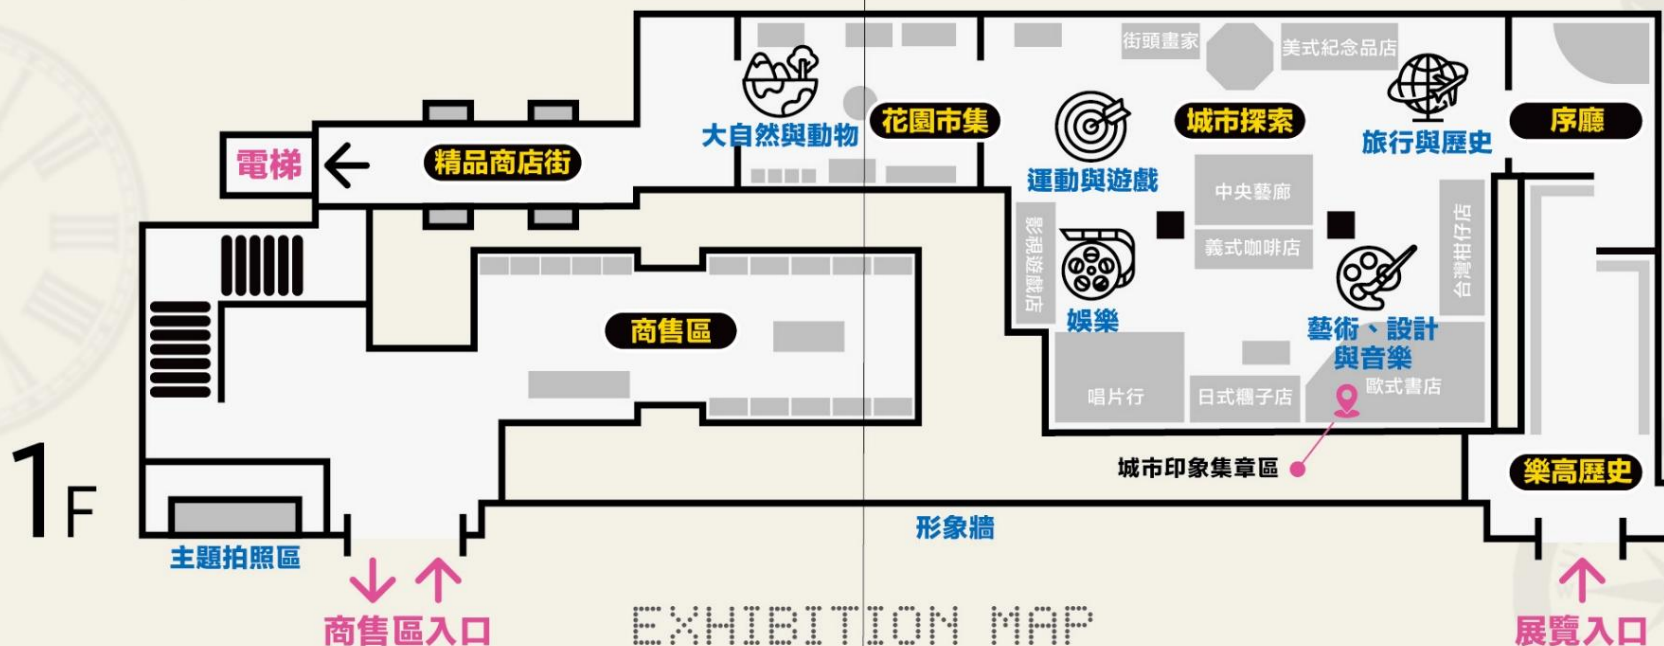 街頭畫家
美式紀念品店
大自然與動物
花園市集
城市探索
旅行與歷史
序廳
電梯
精品商店街
運動與遊戲
中央藝廊
義式咖啡店
影視遊戲店
台灣柑仔店
商售區
娛樂
藝術、設計
與音樂
唱片行
日式糰子店
歐式書店
城市印象集章區
樂高歷史
1F
形象牆
主題拍照區
商售區入口
EXHIBITION MAP
展覽入口